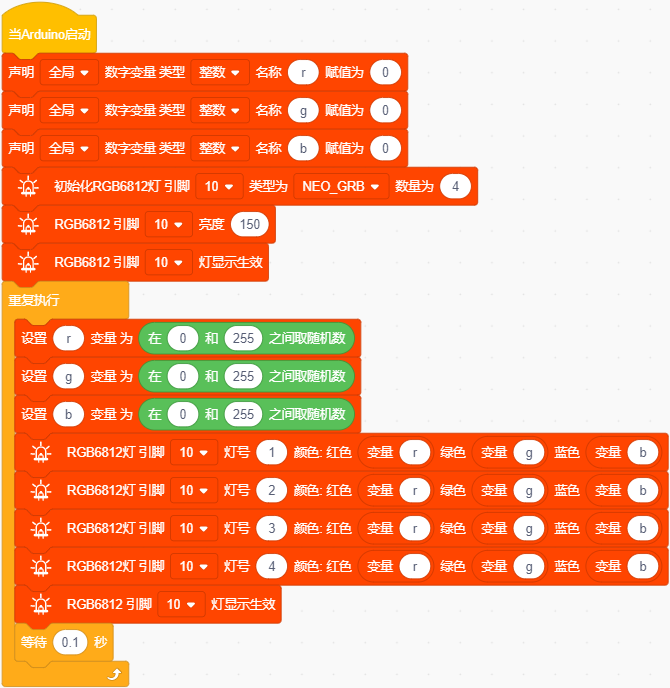 当Arduino启动
声明 全局 数字变量 类型 整数 名称 r 赋值为 0
声明 全局 数字变量 类型 整数 名称 g 赋值为 0
声明 全局 数字变量 类型 整数 名称 b 赋值为 0
初始化RGB6812灯 引脚 10 类型为 NEO_GRB 数量为 4
RGB6812 引脚 10 亮度 150
RGB6812 引脚 10 灯显示生效
重复执行
设置 r 变量 为 在 0 和 255 之间取随机数
设置 g 变量 为 在 0 和 255 之间取随机数
设置 b 变量 为 在 0 和 255 之间取随机数
RGB6812灯 引脚 10 灯号 1 颜色: 红色 变量 r 绿色 变量 g 蓝色 变量 b
RGB6812灯 引脚 10 灯号 2 颜色: 红色 变量 r 绿色 变量 g 蓝色 变量 b
RGB6812灯 引脚 10 灯号 3 颜色: 红色 变量 r 绿色 变量 g 蓝色 变量 b
RGB6812灯 引脚 10 灯号 4 颜色: 红色 变量 r 绿色 变量 g 蓝色 变量 b
RGB6812 引脚 10 灯显示生效
等待 0.1 秒